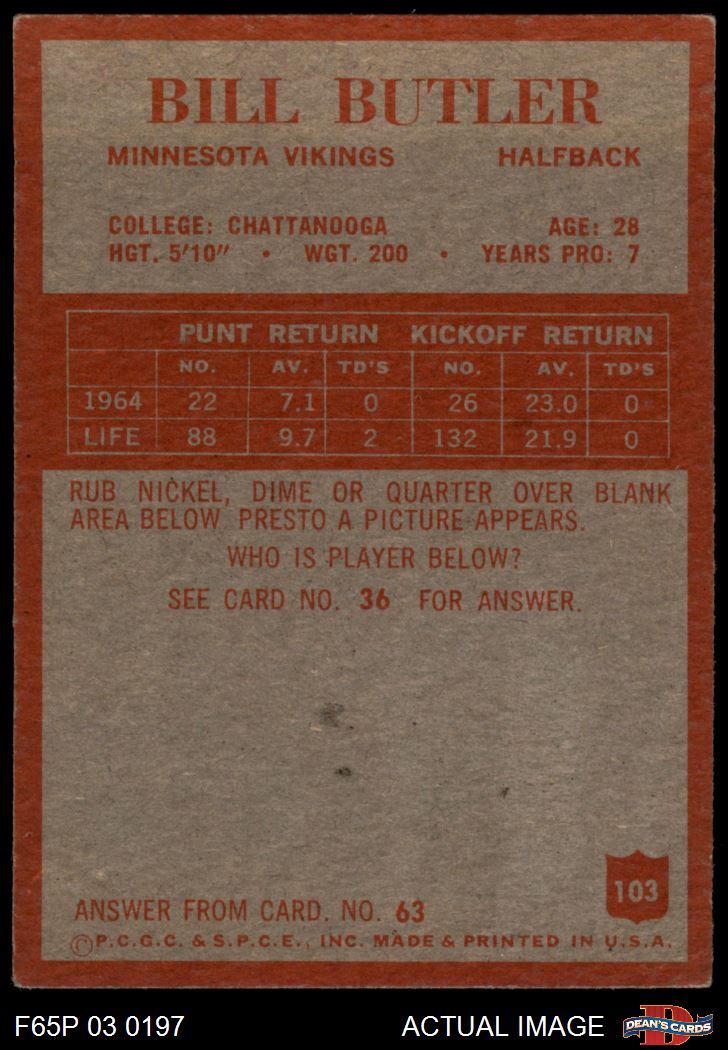 BILL BUTLER
MINNESOTA VIKINGS HALFBACK
COLLEGE: CHATTANOOGA AGE: 28
HGT. 5'10" • WGT. 200 • YEARS PRO: 7
PUNT RETURN KICKOFF RETURN
NO. AV. TD'S NO. AV. TD'S
1964 22 7.1 0 26 23.0 0
LIFE 88 9.7 2 132 21.9 0
RUB NICKEL, DIME OR QUARTER OVER BLANK
AREA BELOW PRESTO A PICTURE APPEARS.
WHO IS PLAYER BELOW?
SEE CARD NO. 36 FOR ANSWER.
103
ANSWER FROM CARD. NO. 63
©P.C.G.C. & S.P.C.E., INC. MADE & PRINTED IN U.S.A.
F65P 03 0197 ACTUAL IMAGE
D
DEAN'S CARDS